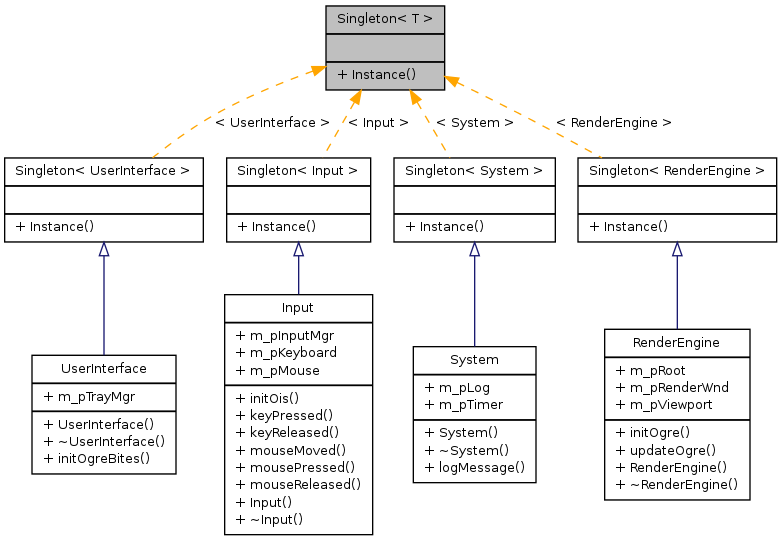 Singleton< T >
+ Instance()
< UserInterface >
< Input >
< System >
< RenderEngine >
Singleton< UserInterface >
+ Instance()
Singleton< Input >
+ Instance()
Singleton< System >
+ Instance()
Singleton< RenderEngine >
+ Instance()
UserInterface
+ m_pTrayMgr
+ UserInterface()
+ ~UserInterface()
+ initOgreBites()
Input
+ m_pInputMgr
+ m_pKeyboard
+ m_pMouse
+ initOis()
+ keyPressed()
+ keyReleased()
+ mouseMoved()
+ mousePressed()
+ mouseReleased()
+ Input()
+ ~Input()
System
+ m_pLog
+ m_pTimer
+ System()
+ ~System()
+ logMessage()
RenderEngine
+ m_pRoot
+ m_pRenderWnd
+ m_pViewport
+ initOgre()
+ updateOgre()
+ RenderEngine()
+ ~RenderEngine()